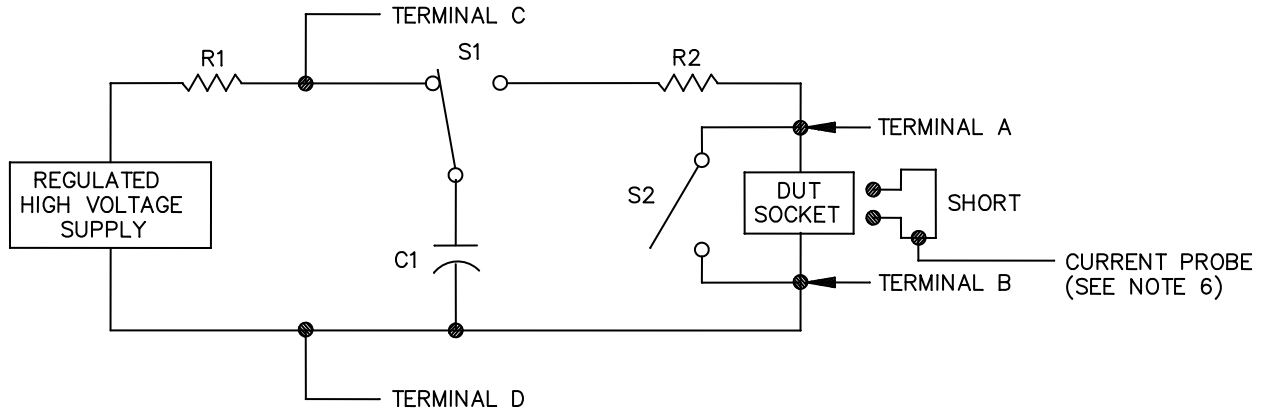 TERMINAL C
S1
R1
R2
TERMINAL A
REGULATED
HIGH VOLTAGE
SUPPLY
S2
DUT
SOCKET
SHORT
C1
CURRENT PROBE
(SEE NOTE 6)
TERMINAL B
TERMINAL D